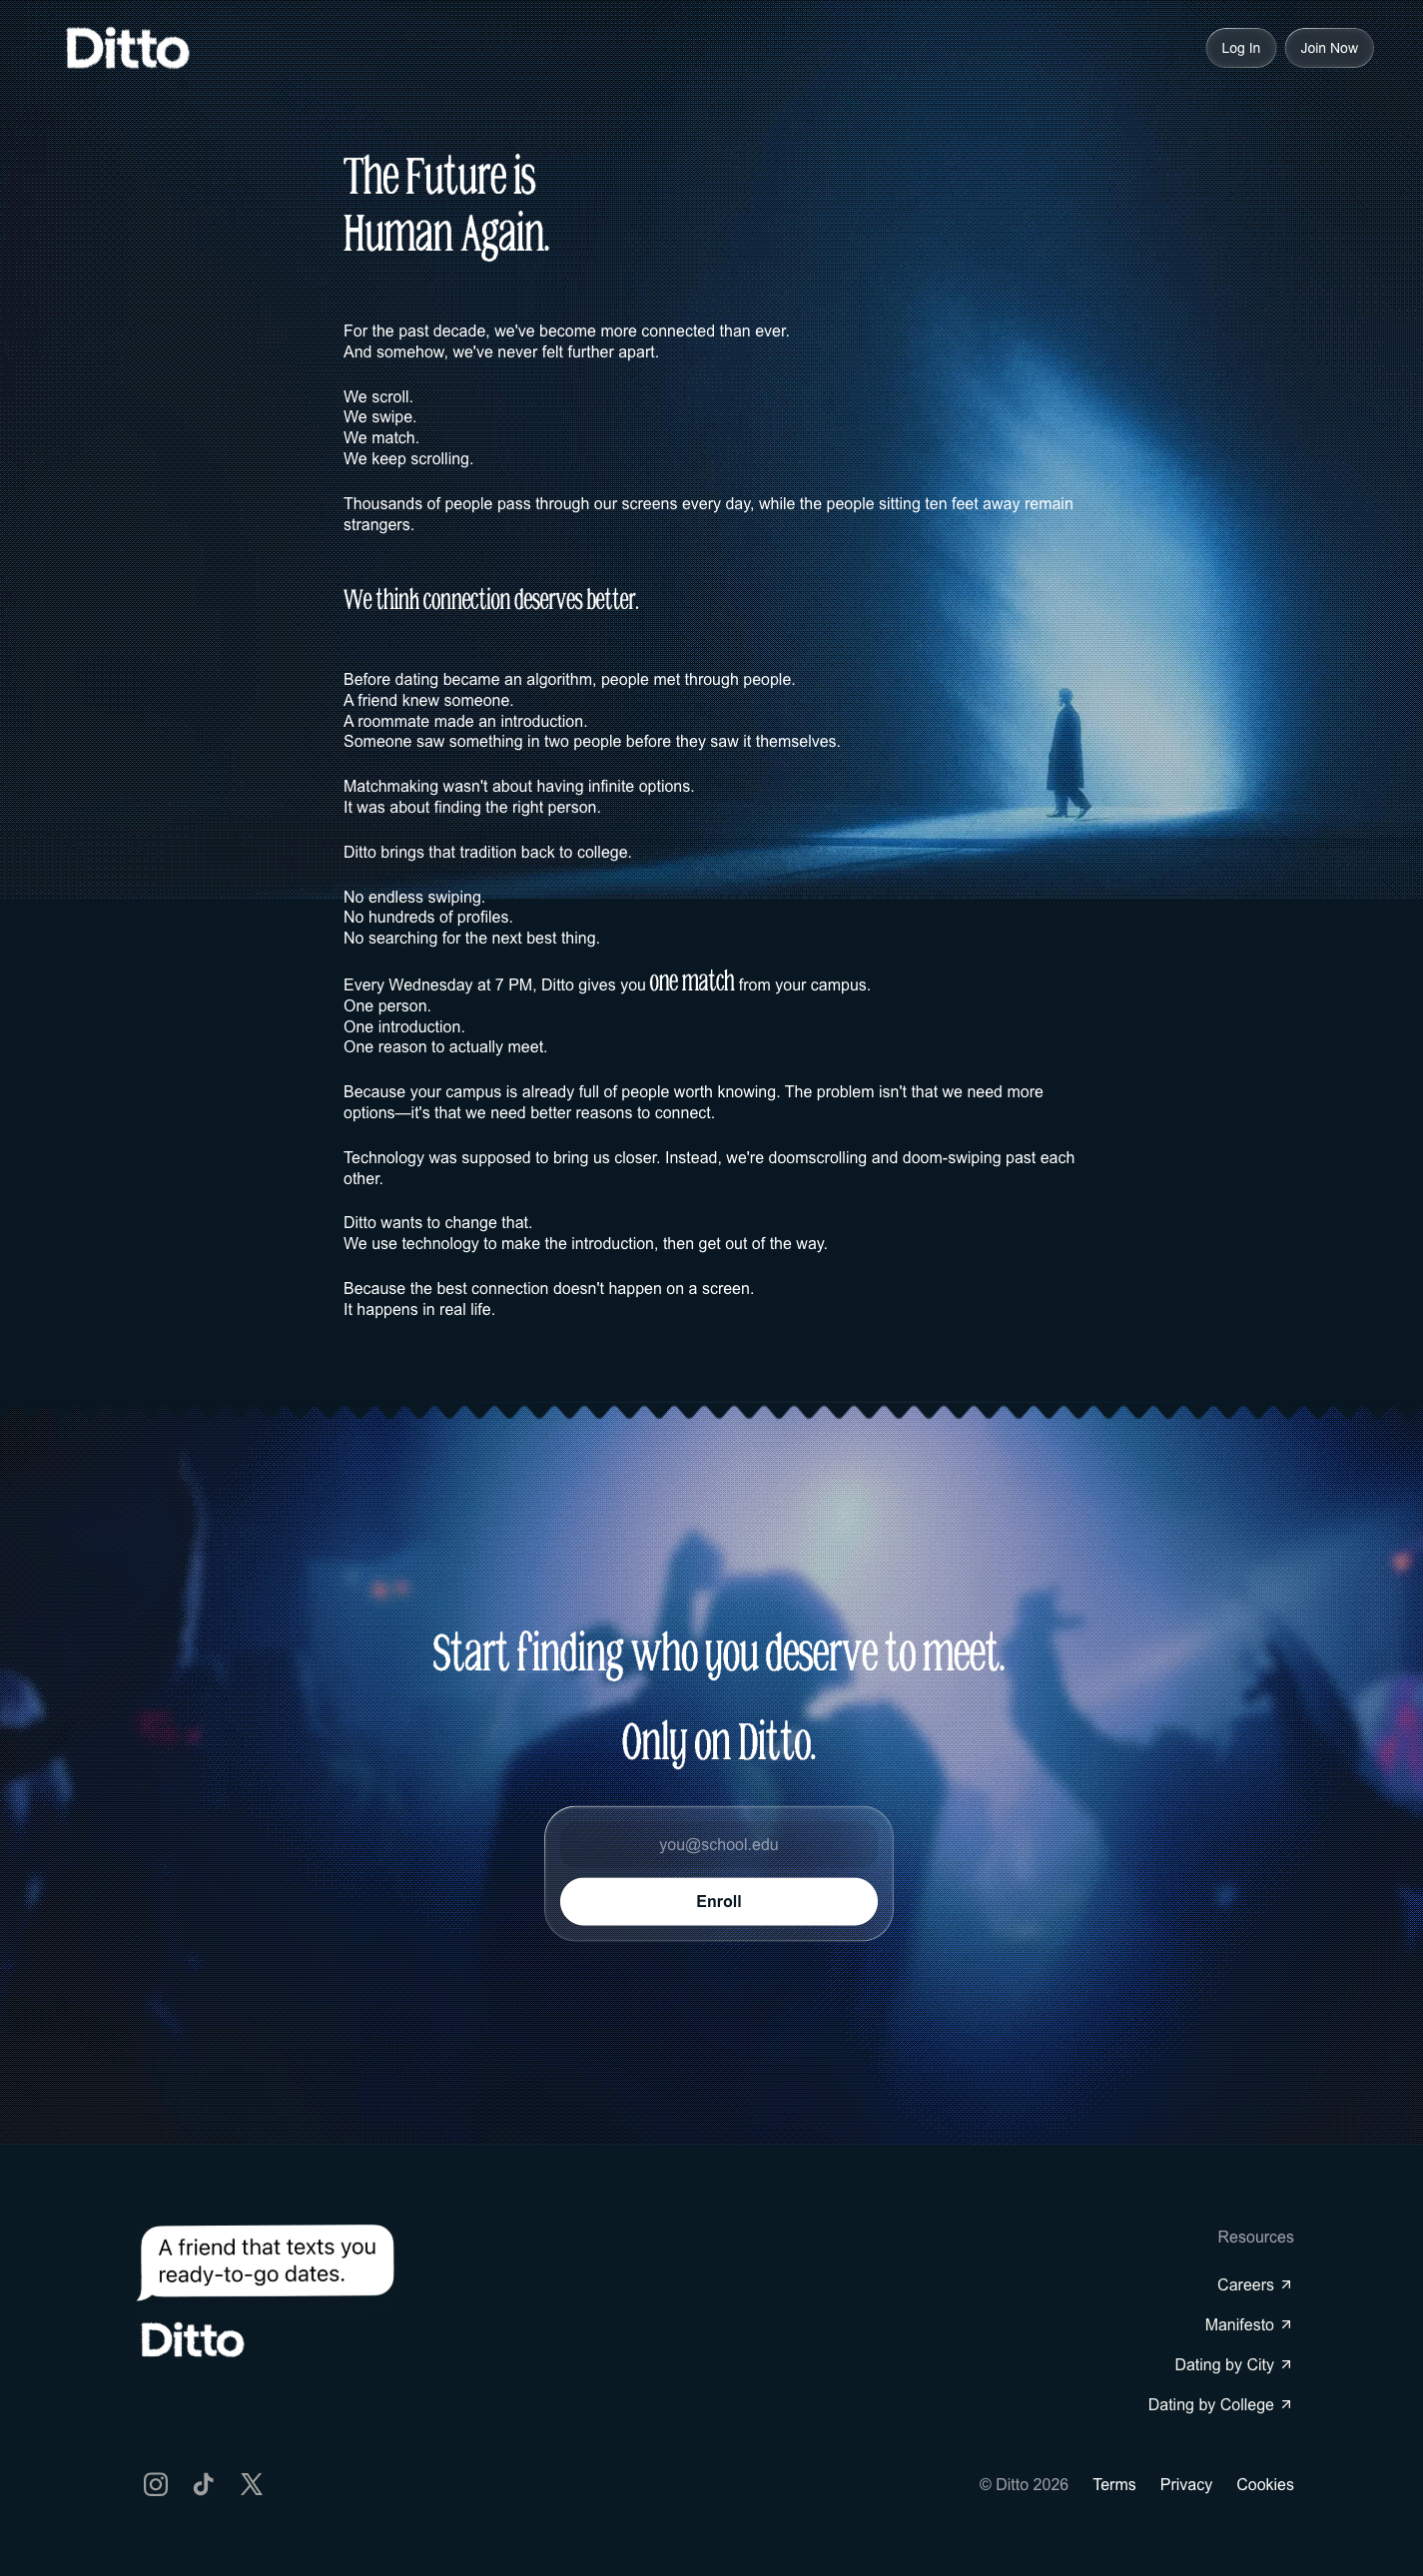 Ditto
Log In
Join Now
The Future is
Human Again.
For the past decade, we've become more connected than ever.
And somehow, we've never felt further apart.
We scroll.
We swipe.
We match.
We keep scrolling.
Thousands of people pass through our screens every day, while the people sitting ten feet away remain
strangers.
We think connection deserves better.
Before dating became an algorithm, people met through people.
A friend knew someone.
A roommate made an introduction.
Someone saw something in two people before they saw it themselves.
Matchmaking wasn't about having infinite options.
It was about finding the right person.
Ditto brings that tradition back to college.
No endless swiping.
No hundreds of profiles.
No searching for the next best thing.
Every Wednesday at 7 PM, Ditto gives you one match from your campus.
One person.
One introduction.
One reason to actually meet.
Because your campus is already full of people worth knowing. The problem isn't that we need more
options—it's that we need better reasons to connect.
Technology was supposed to bring us closer. Instead, we're doomscrolling and doom-swiping past each
other.
Ditto wants to change that.
We use technology to make the introduction, then get out of the way.
Because the best connection doesn't happen on a screen.
It happens in real life.
Start finding who you deserve to meet.
Only on Ditto.
you@school.edu
Enroll
A friend that texts you
ready-to-go dates.
Ditto
Resources
Careers
Manifesto
Dating by City
Dating by College
© Ditto 2026
Terms
Privacy
Cookies